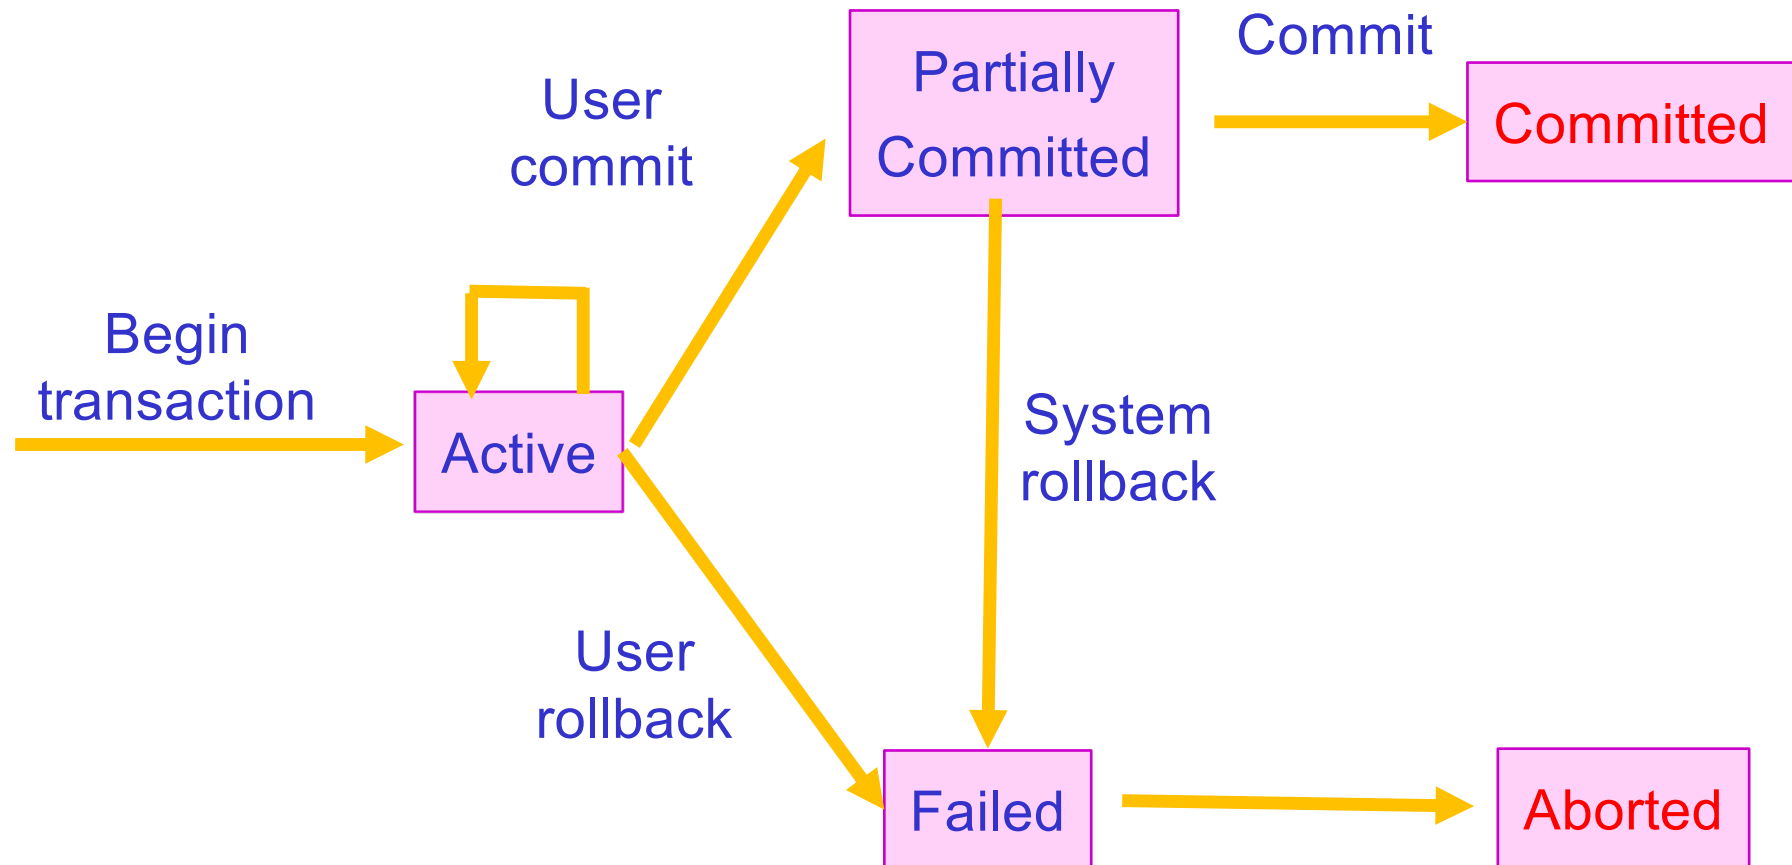 Partially
Committed
Commit
Committed
User
commit
Begin
transaction
Active
System
rollback
User
rollback
Failed
Aborted